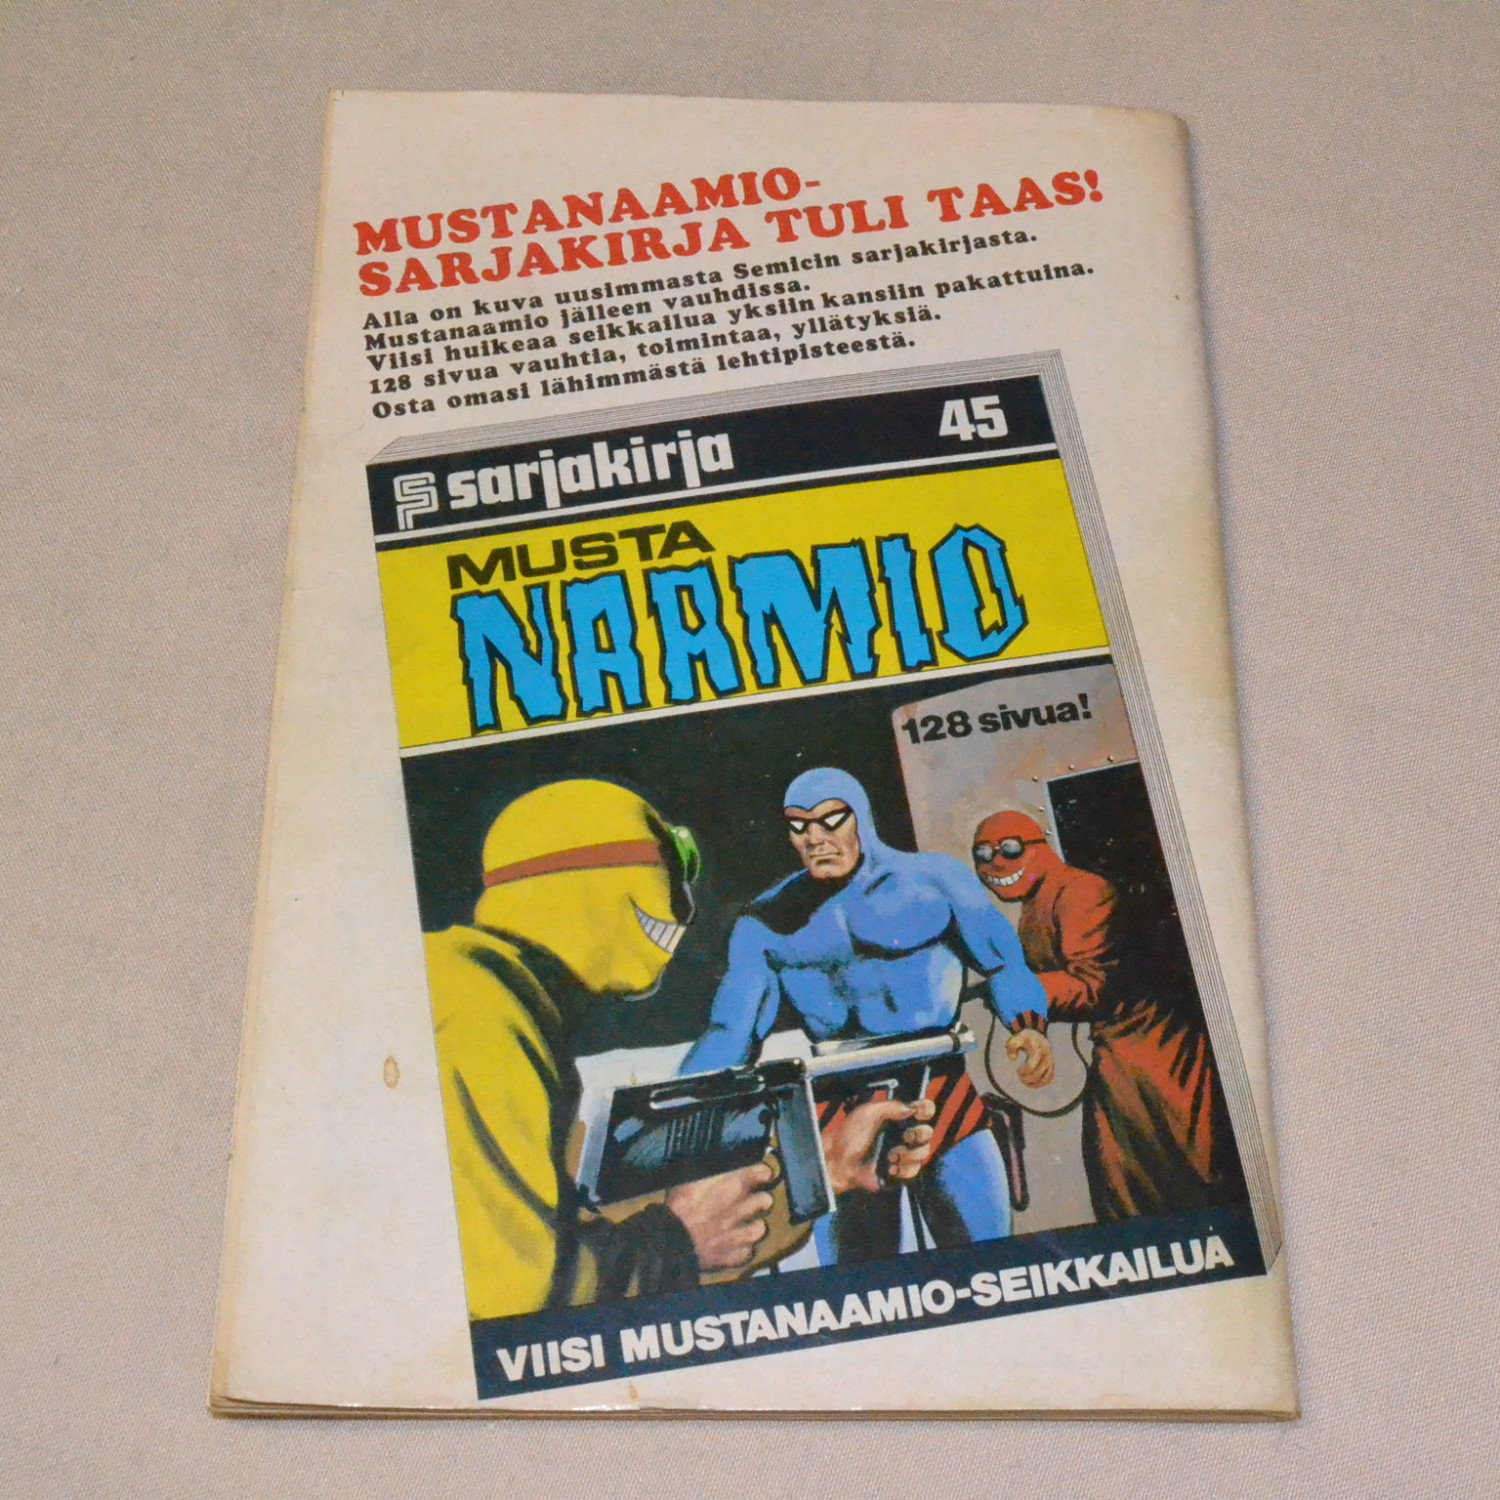 MUSTANAAMIO-
SARJAKIRJA TULI TAAS!
Alla on kuva uusimmasta Semicin sarjakirjasta.
Mustanaamio jälleen vauhdissa.
Viisi huikeaa seikkailua yksiin kansiin pakattuina.
128 sivua vauhtia, toimintaa, yllätyksiä.
Osta omasi lähimmästä lehtipisteestä.
sarjakirja 45
MUSTA
NAAMIO
128 sivua!
VIISI MUSTANAAMIO-SEIKKAILUA